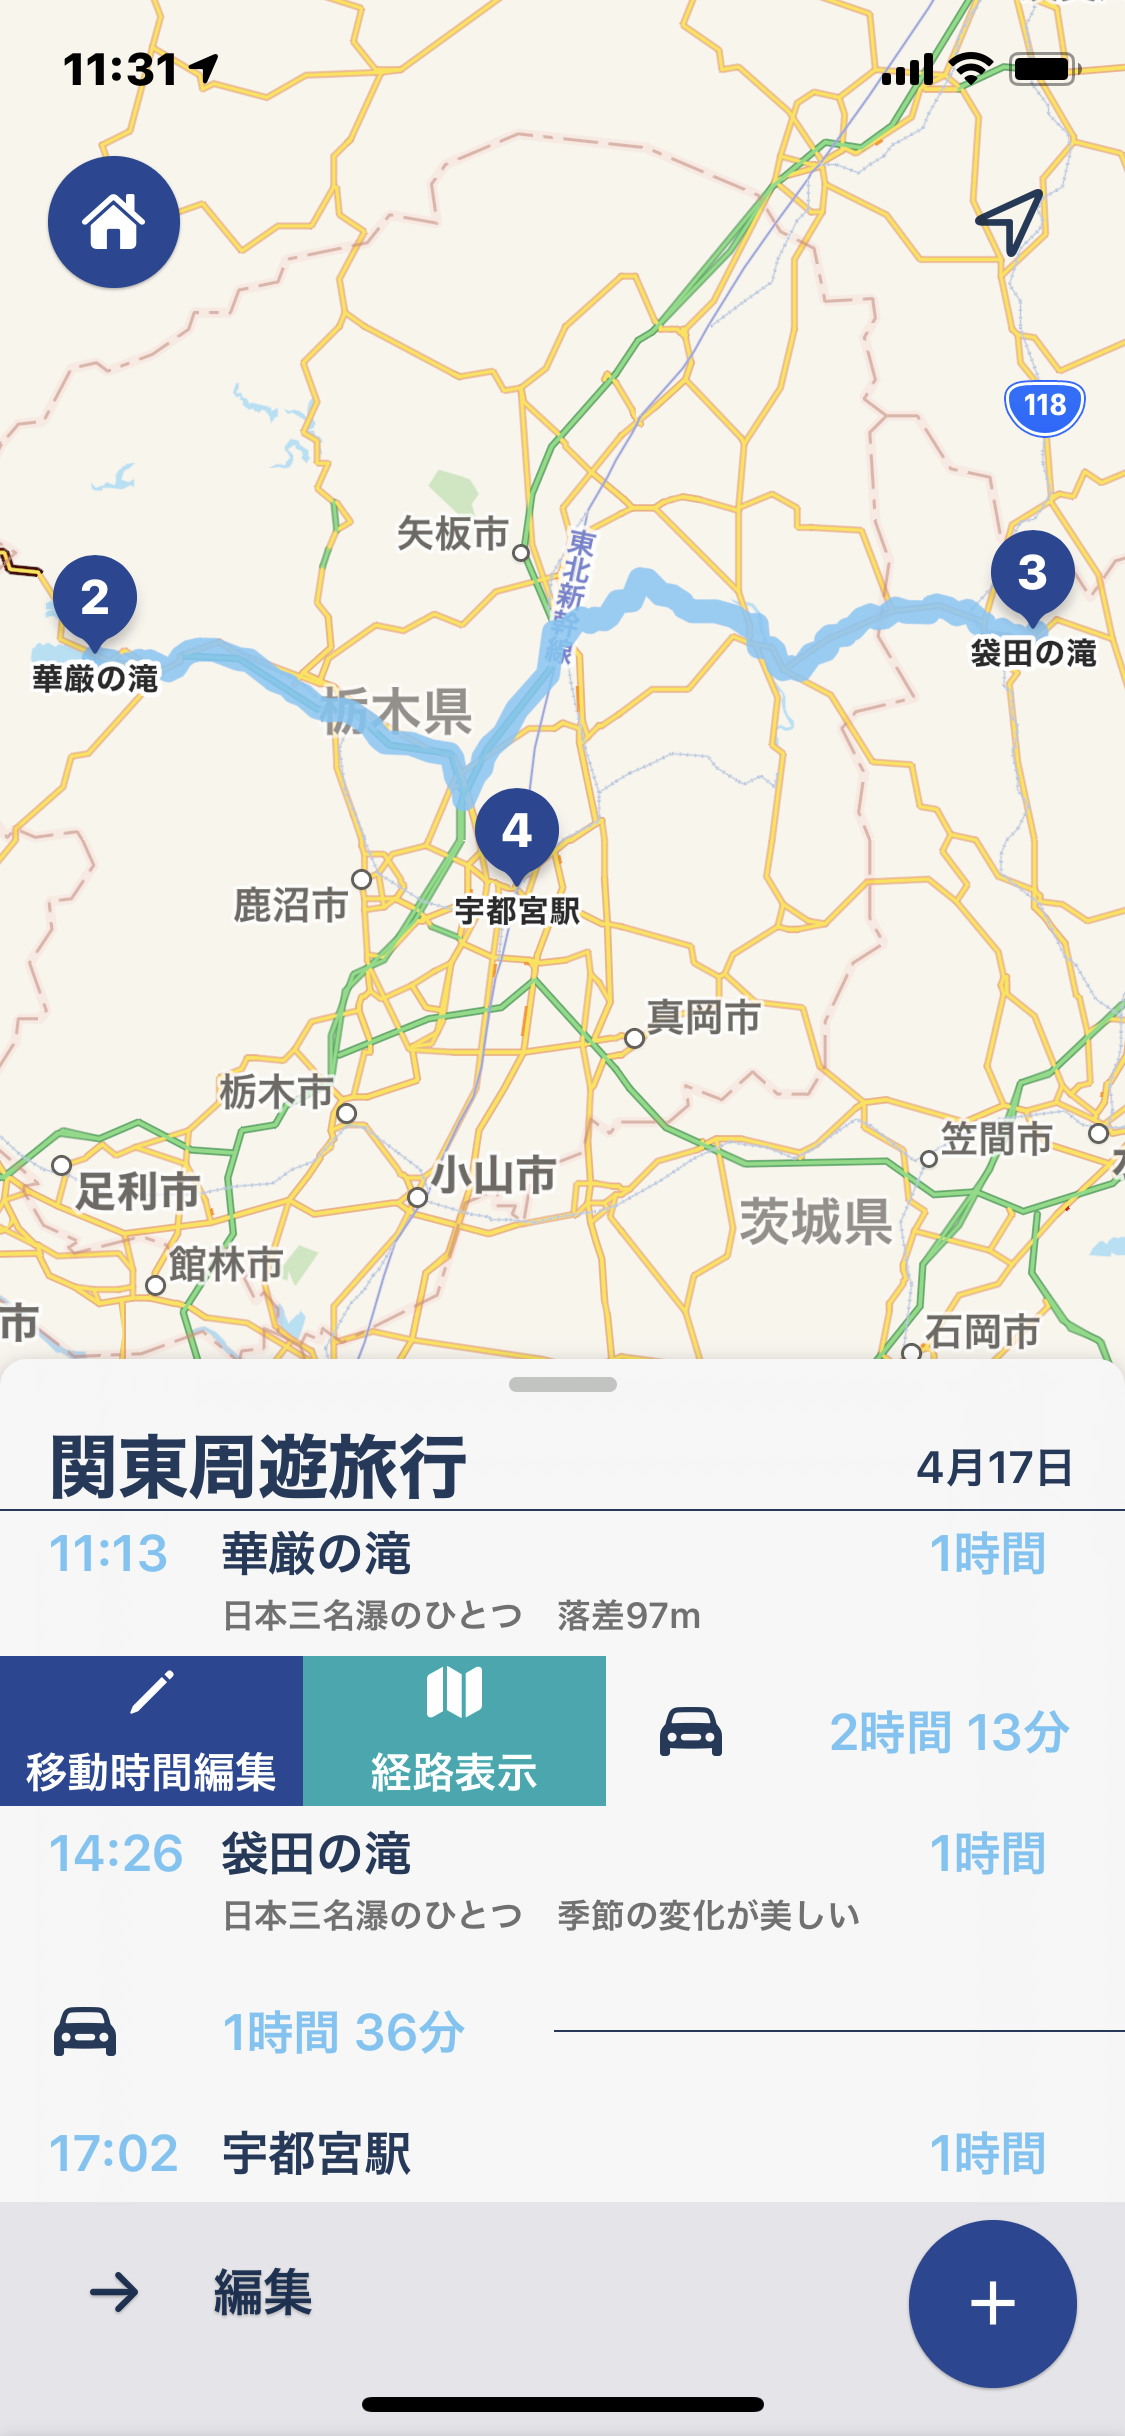 11:31
118
矢板市
東北新幹線
2
3
華厳の滝
袋田の滝
栃木県
4
鹿沼市
宇都宮駅
真岡市
栃木市
笠間市
足利市
小山市
茨城県
館林市
市
石岡市
関東周遊旅行 4月17日
11:13 華厳の滝 1時間
日本三名瀑のひとつ 落差97m
移動時間編集 経路表示 2時間 13分
14:26 袋田の滝 1時間
日本三名瀑のひとつ 季節の変化が美しい
1時間 36分
17:02 宇都宮駅 1時間
編集